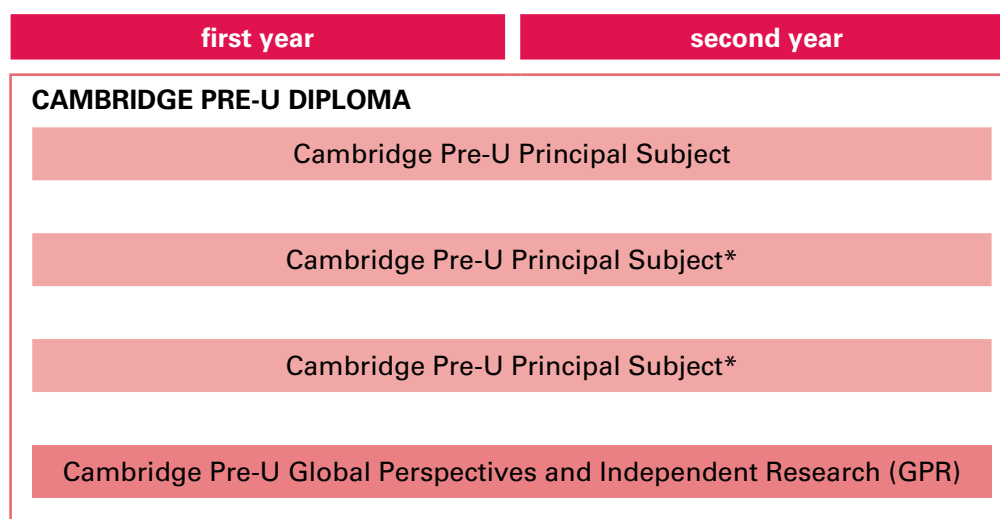 first year
second year
CAMBRIDGE PRE-U DIPLOMA
Cambridge Pre-U Principal Subject
Cambridge Pre-U Principal Subject*
Cambridge Pre-U Principal Subject*
Cambridge Pre-U Global Perspectives and Independent Research (GPR)